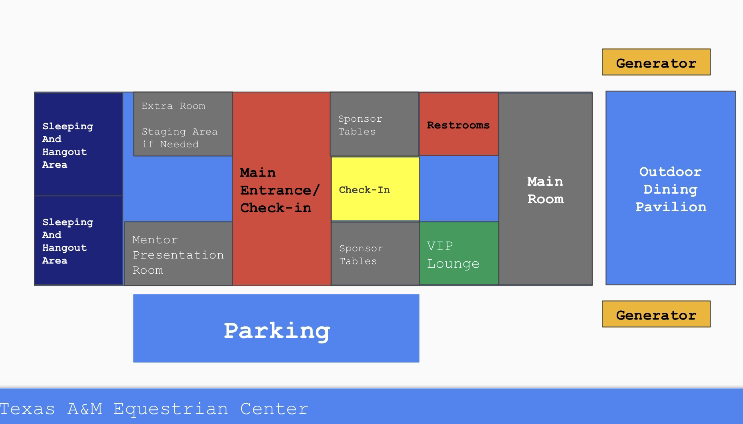 Generator
Sleeping
And
Hangout
Area
Extra Room
Staging Area
if Needed
Main
Entrance/
Check-in
Sponsor
Tables
Restrooms
Check-In
Main
Room
Outdoor
Dining
Pavilion
Sleeping
And
Hangout
Area
Mentor
Presentation
Room
Sponsor
Tables
VIP
Lounge
Generator
Parking
Texas A&M Equestrian Center